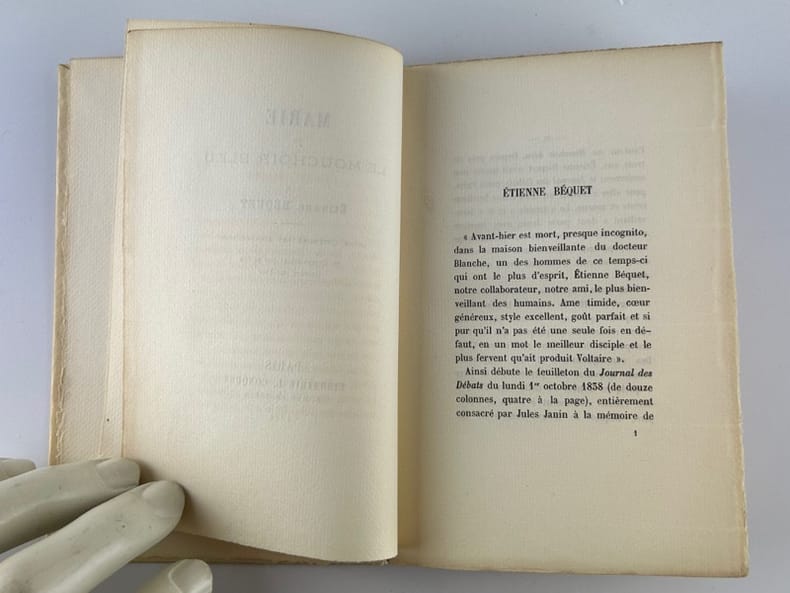 MARIE
LE MOUCHOIR BLEU
ÉTIENNE BÉQUET
PARIS
ÉTIENNE BÉQUET
« Avant-hier est mort, presque incognito,
dans la maison bienveillante du docteur
Blanche, un des hommes de ce temps-ci
qui ont le plus d'esprit, Étienne Béquet,
notre collaborateur, notre ami, le plus bien-
veillant des humains. Ame timide, cœur
généreux, style excellent, goût parfait et si
pur qu'il n'a pas été une seule fois en dé-
faut, en un mot le meilleur disciple et le
plus fervent qu'ait produit Voltaire ».
Ainsi débute le feuilleton du Journal des
Débats du lundi 1er octobre 1838 (de douze
colonnes, quatre à la page), entièrement
consacré par Jules Janin à la mémoire de
1